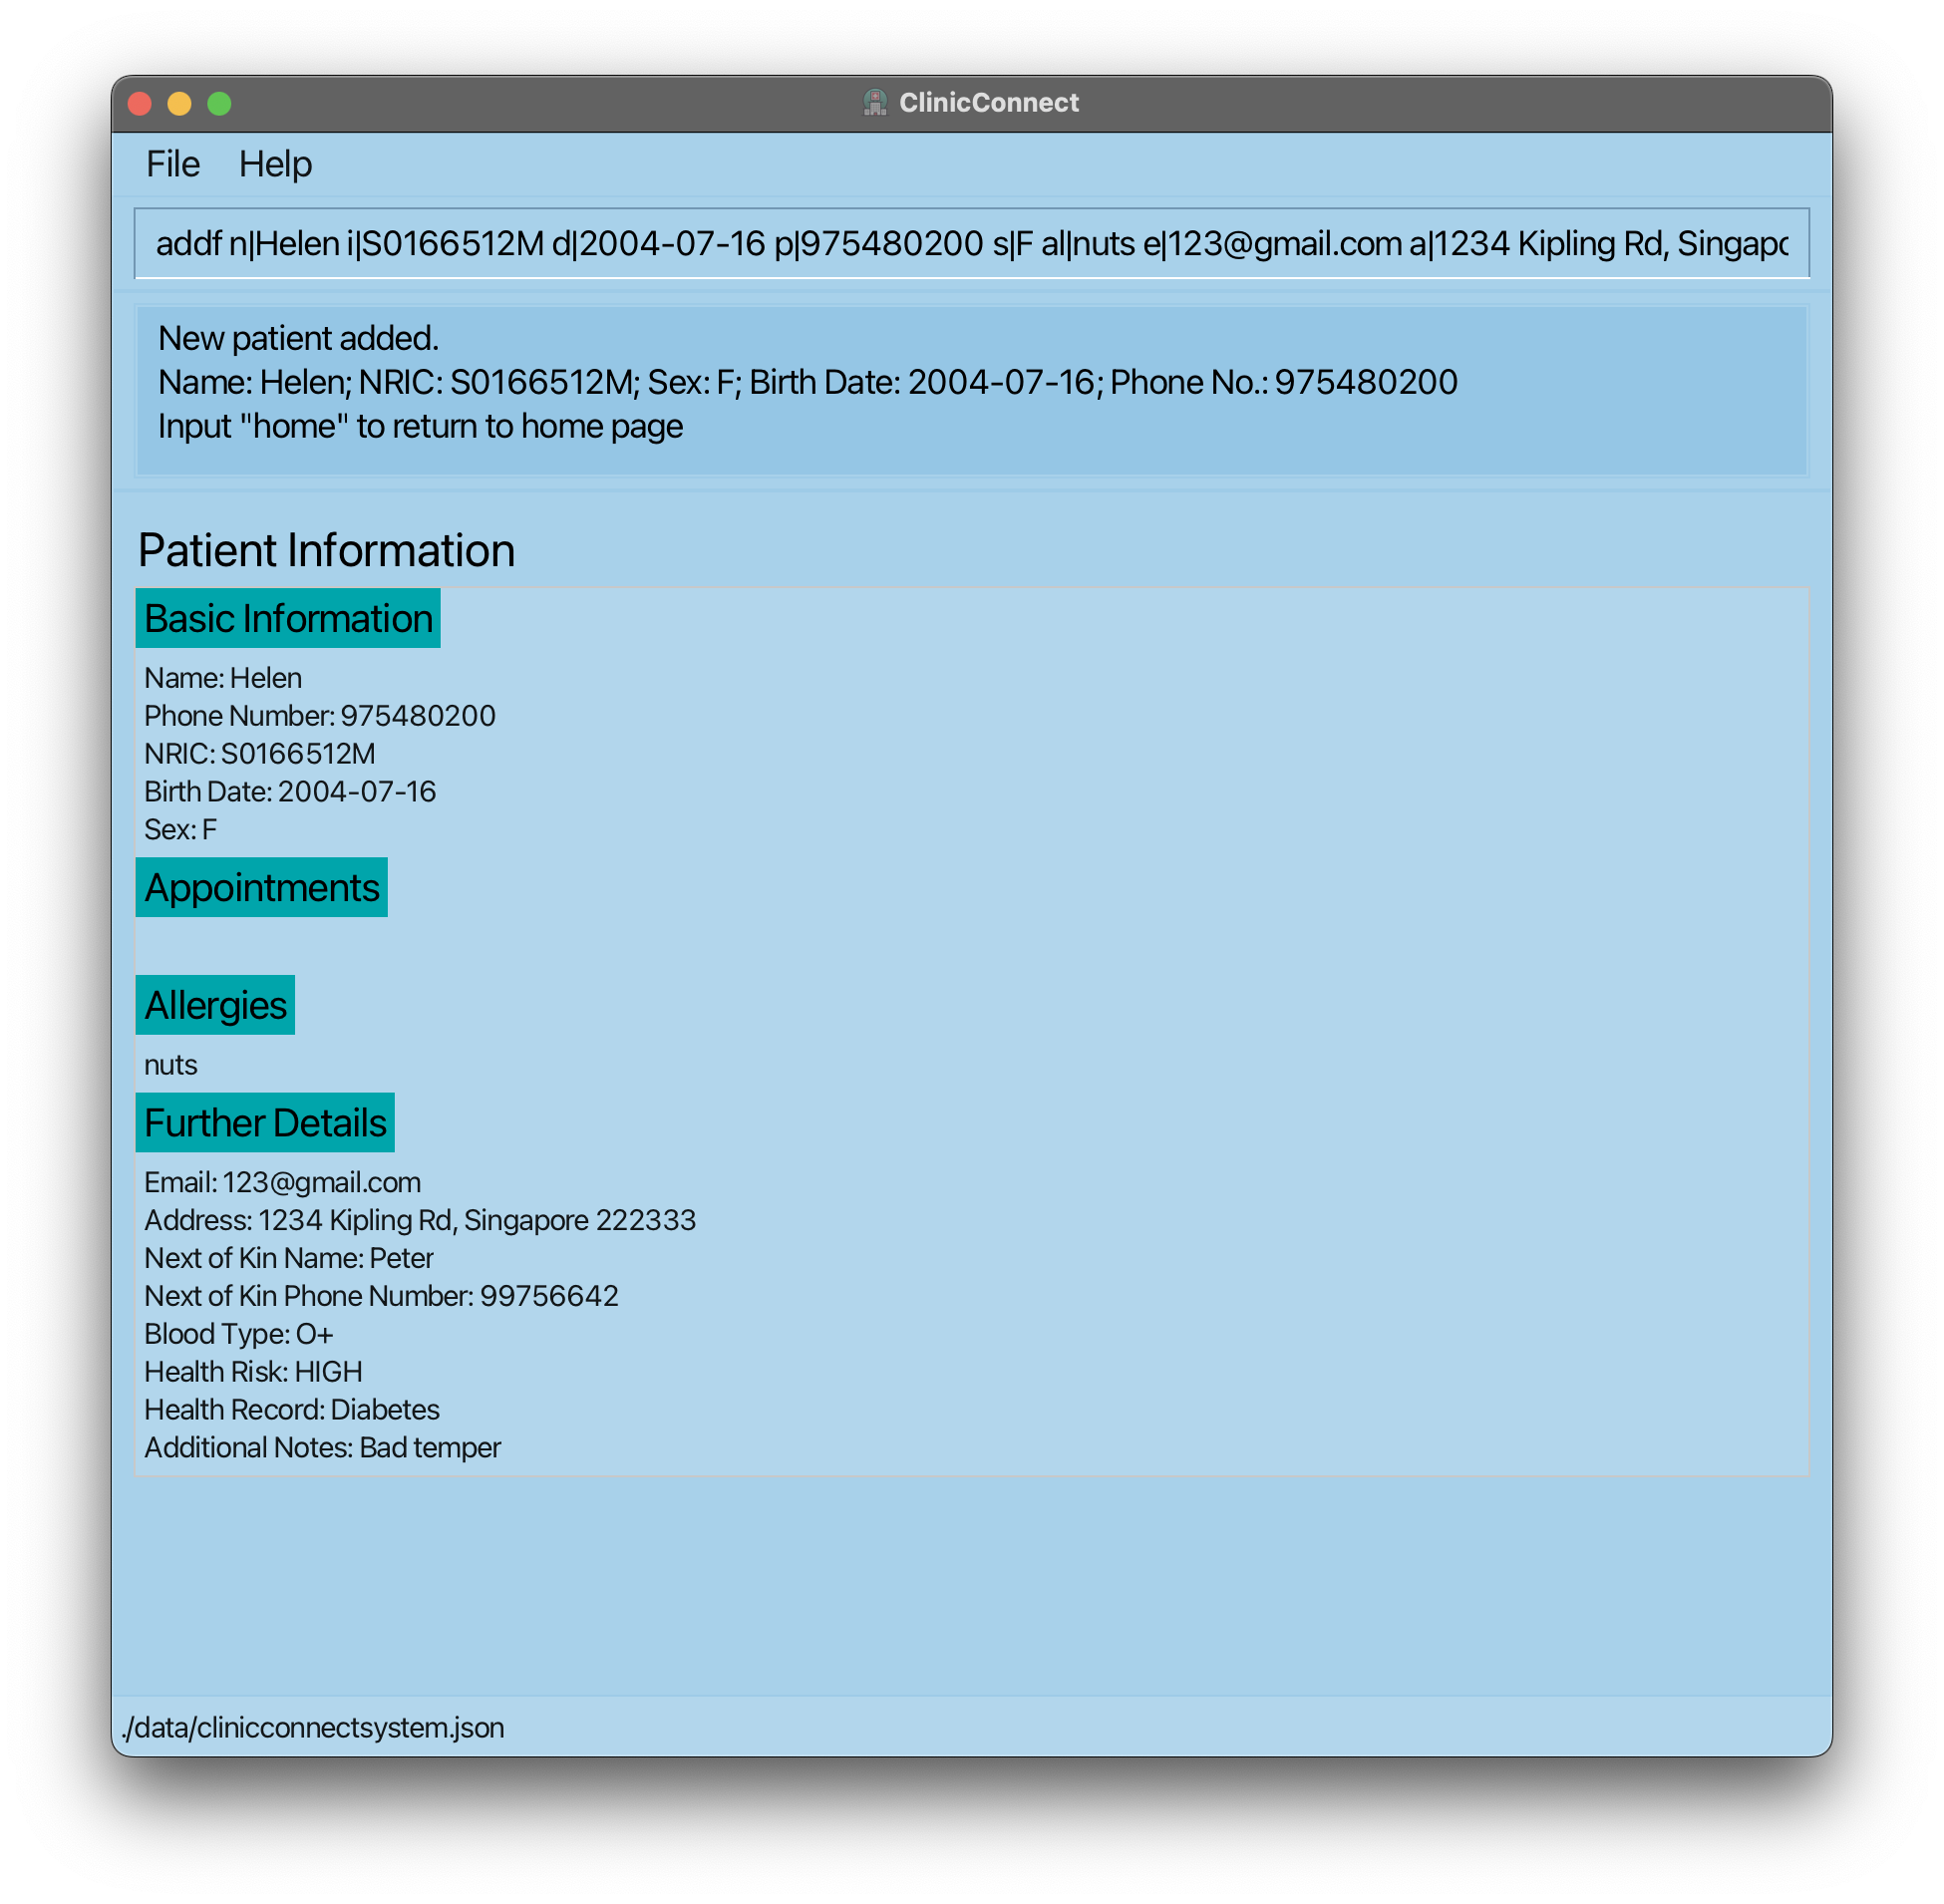 ClinicConnect
File Help
addf n|Helen i|S0166512M d|2004-07-16 p|975480200 s|F al|nuts e|123@gmail.com a|1234 Kipling Rd, Singapo
New patient added.
Name: Helen; NRIC: S0166512M; Sex: F; Birth Date: 2004-07-16; Phone No.: 975480200
Input "home" to return to home page
Patient Information
Basic Information
Name: Helen
Phone Number: 975480200
NRIC: S0166512M
Birth Date: 2004-07-16
Sex: F
Appointments
Allergies
nuts
Further Details
Email: 123@gmail.com
Address: 1234 Kipling Rd, Singapore 222333
Next of Kin Name: Peter
Next of Kin Phone Number: 99756642
Blood Type: O+
Health Risk: HIGH
Health Record: Diabetes
Additional Notes: Bad temper
./data/clinicconnectsystem.json